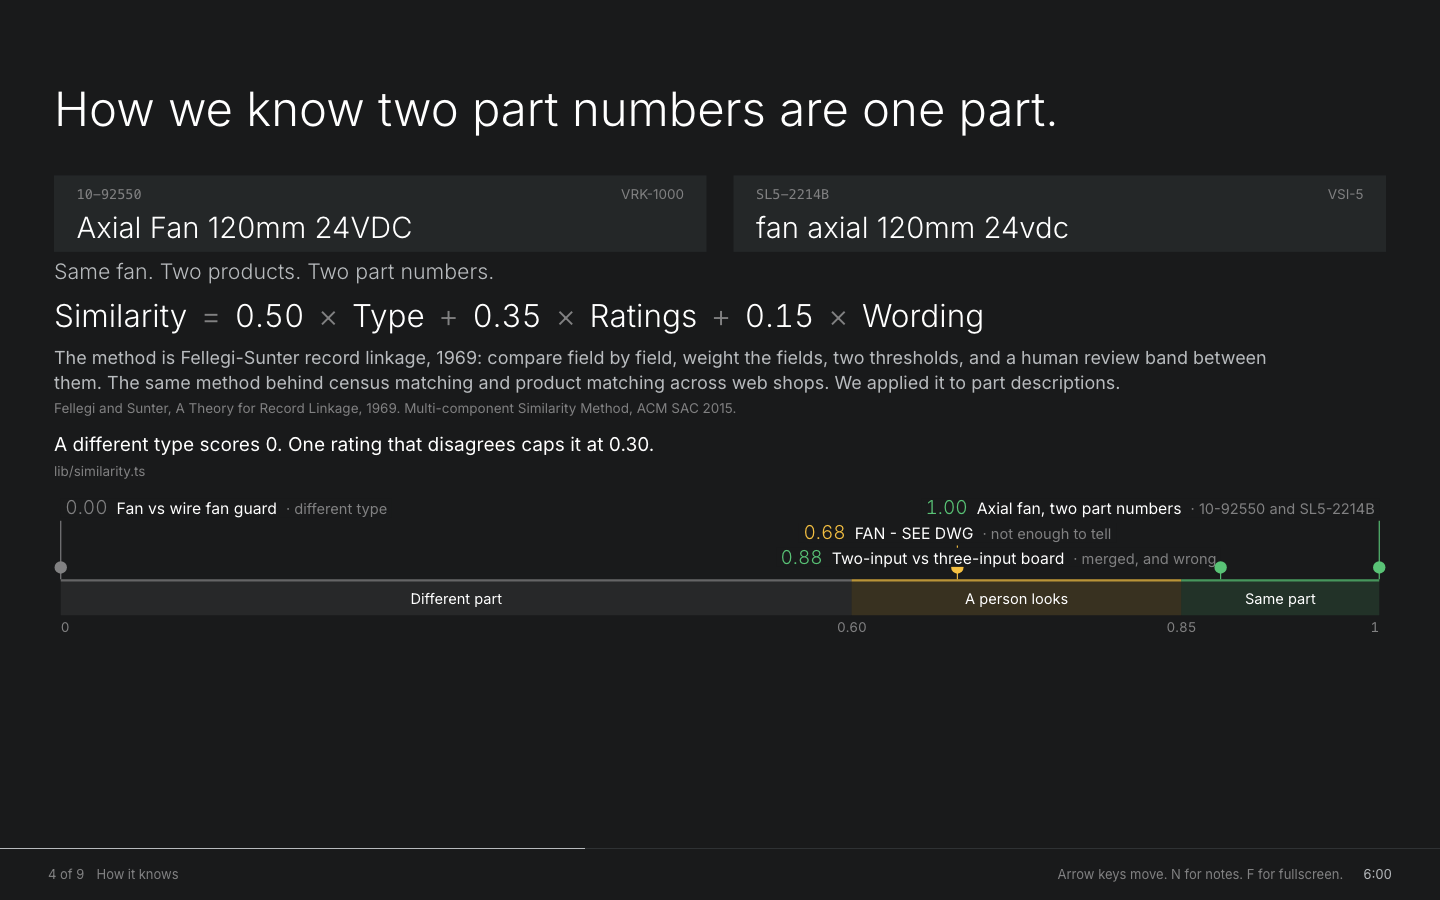 How we know two part numbers are one part.
10–92550 VRK-1000
Axial Fan 120mm 24VDC
SL5–2214B VSI-5
fan axial 120mm 24vdc
Same fan. Two products. Two part numbers.
Similarity = 0.50 × Type + 0.35 × Ratings + 0.15 × Wording
The method is Fellegi-Sunter record linkage, 1969: compare field by field, weight the fields, two thresholds, and a human review band between
them. The same method behind census matching and product matching across web shops. We applied it to part descriptions.
Fellegi and Sunter, A Theory for Record Linkage, 1969. Multi-component Similarity Method, ACM SAC 2015.
A different type scores 0. One rating that disagrees caps it at 0.30.
lib/similarity.ts
0.00 Fan vs wire fan guard · different type
1.00 Axial fan, two part numbers · 10-92550 and SL5-2214B
0.68 FAN - SEE DWG · not enough to tell
0.88 Two-input vs three-input board · merged, and wrong
Different part A person looks Same part
0 0.60 0.85 1
4 of 9 How it knows
Arrow keys move. N for notes. F for fullscreen. 6:00